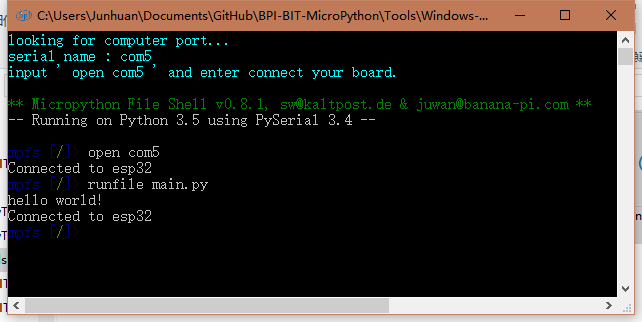 C:\Users\Junhuan\Documents\GitHub\BPI-BIT-MicroPython\Tools\Windows-...
looking for computer port...
serial name : com5
input ' open com5 ' and enter connect your board.
** Micropython File Shell v0.8.1, sw@kaltpost.de & juwan@banana-pi.com **
-- Running on Python 3.5 using PySerial 3.4 --
mpfs [/]> open com5
Connected to esp32
mpfs [/]> runfile main.py
hello world!
Connected to esp32
mpfs [/]>